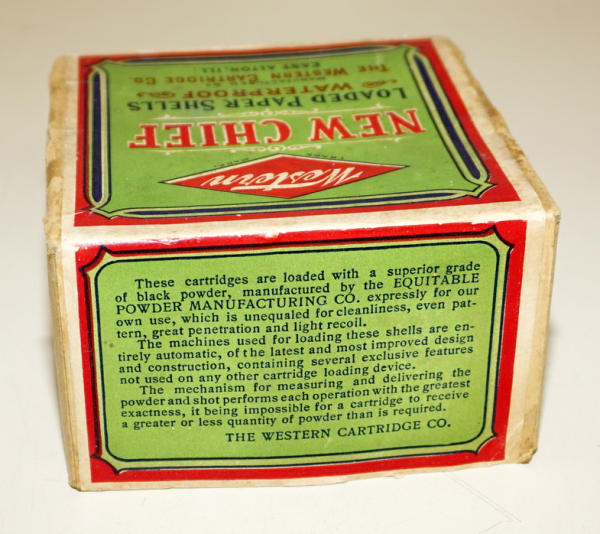 Western
TRADE MARK.
NEW CHIEF
LOADED PAPER SHELLS
WATERPROOF
MANUFACTURED BY
THE WESTERN CARTRIDGE CO.
EAST ALTON, ILL.
These cartridges are loaded with a superior grade
of black powder, manufactured by the EQUITABLE
POWDER MANUFACTURING CO. expressly for our
own use, which is unequaled for cleanliness, even pat-
tern, great penetration and light recoil.
The machines used for loading these shells are en-
tirely automatic, of the latest and most improved design
and construction, containing several exclusive features
not used on any other cartridge loading device.
The mechanism for measuring and delivering the
powder and shot performs each operation with the greatest
exactness, it being impossible for a cartridge to receive
a greater or less quantity of powder than is required.
THE WESTERN CARTRIDGE CO.